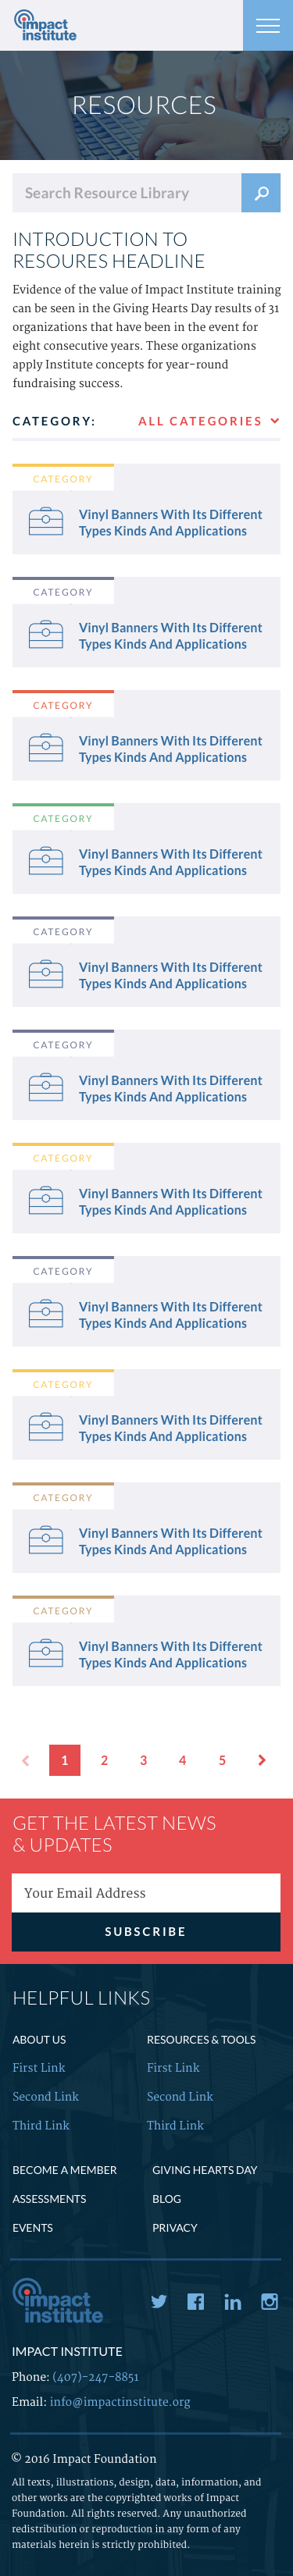 impact
institute
RESOURCES
Search Resource Library
INTRODUCTION TO
RESOURES HEADLINE
Evidence of the value of Impact Institute training
can be seen in the Giving Hearts Day results of 31
organizations that have been in the event for
eight consecutive years. These organizations
apply Institute concepts for year-round
fundraising success.
CATEGORY: ALL CATEGORIES
CATEGORY
Vinyl Banners With Its Different
Types Kinds And Applications
CATEGORY
Vinyl Banners With Its Different
Types Kinds And Applications
CATEGORY
Vinyl Banners With Its Different
Types Kinds And Applications
CATEGORY
Vinyl Banners With Its Different
Types Kinds And Applications
CATEGORY
Vinyl Banners With Its Different
Types Kinds And Applications
CATEGORY
Vinyl Banners With Its Different
Types Kinds And Applications
CATEGORY
Vinyl Banners With Its Different
Types Kinds And Applications
CATEGORY
Vinyl Banners With Its Different
Types Kinds And Applications
CATEGORY
Vinyl Banners With Its Different
Types Kinds And Applications
CATEGORY
Vinyl Banners With Its Different
Types Kinds And Applications
CATEGORY
Vinyl Banners With Its Different
Types Kinds And Applications
1 2 3 4 5
GET THE LATEST NEWS
& UPDATES
Your Email Address
SUBSCRIBE
HELPFUL LINKS
ABOUT US RESOURCES & TOOLS
First Link First Link
Second Link Second Link
Third Link Third Link
BECOME A MEMBER GIVING HEARTS DAY
ASSESSMENTS BLOG
EVENTS PRIVACY
impact
institute
IMPACT INSTITUTE
Phone: (407)-247-8851
Email: info@impactinstitute.org
© 2016 Impact Foundation
All texts, illustrations, design, data, information, and
other works are the copyrighted works of Impact
Foundation. All rights reserved. Any unauthorized
redistribution or reproduction in any form of any
materials herein is strictly prohibited.